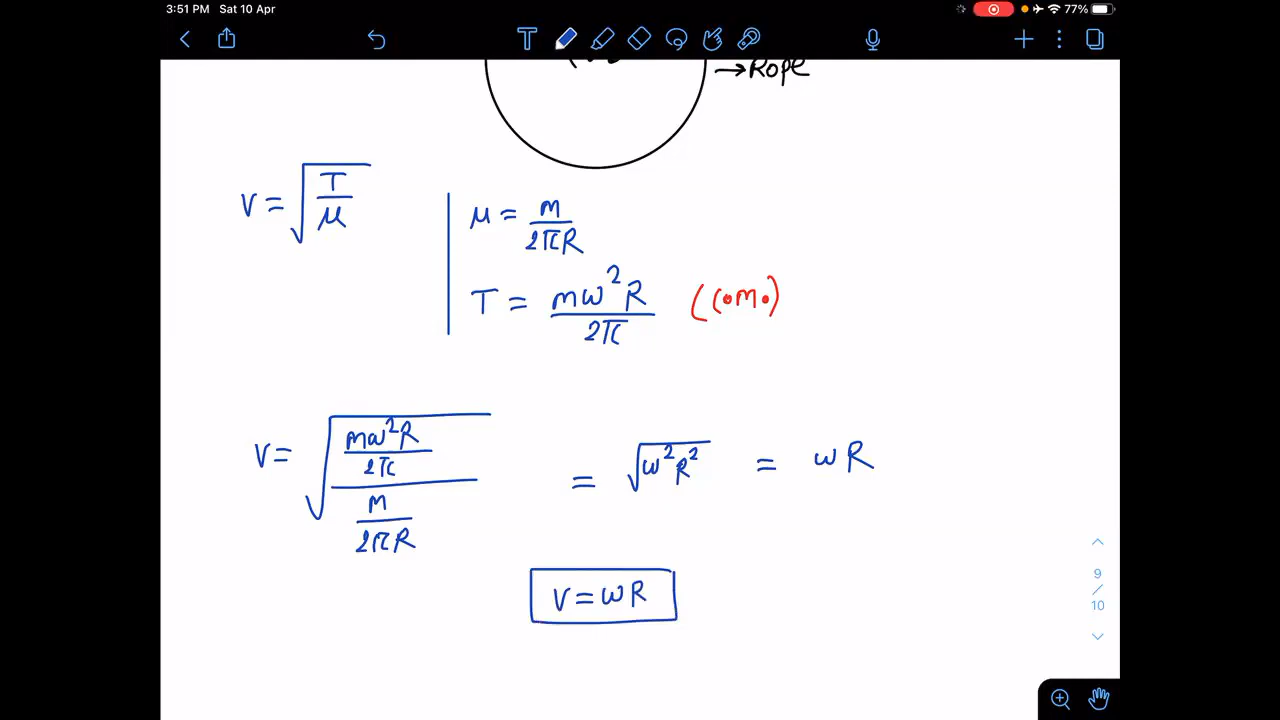 3:51 PM Sat 10 Apr 77%
T
→Rope
v = √(T/μ)
μ = m/2πR
T = mω²R/2π (C·M·)
v = √((mω²R/2π)/(m/2πR)) = √(ω²R²) = ωR
v = ωR
9
/
10